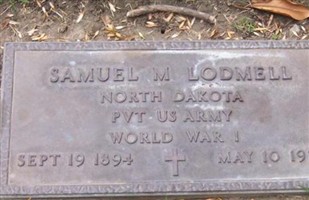 SAMUEL M LODMELL
NORTH DAKOTA
PVT US ARMY
WORLD WAR I
SEPT 19 1894 MAY 10 19